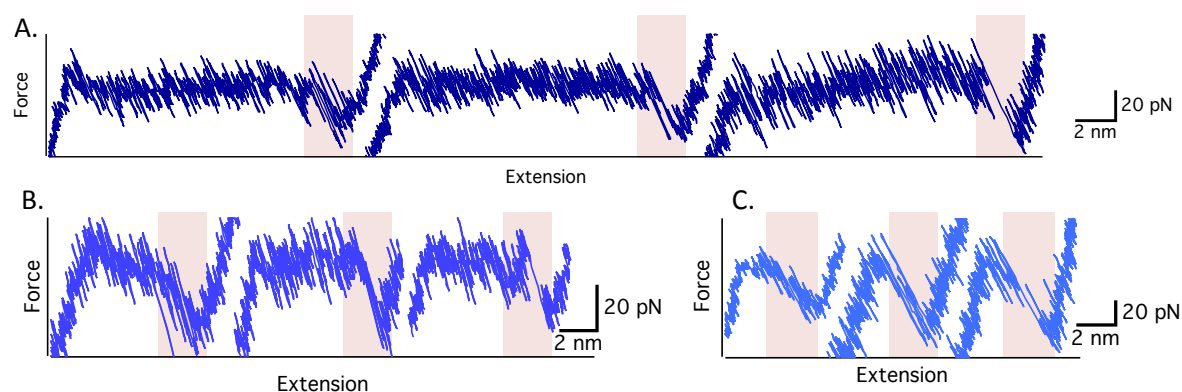 A.
Force
Extension
20 pN
2 nm
B.
Force
Extension
20 pN
2 nm
C.
Force
Extension
20 pN
2 nm